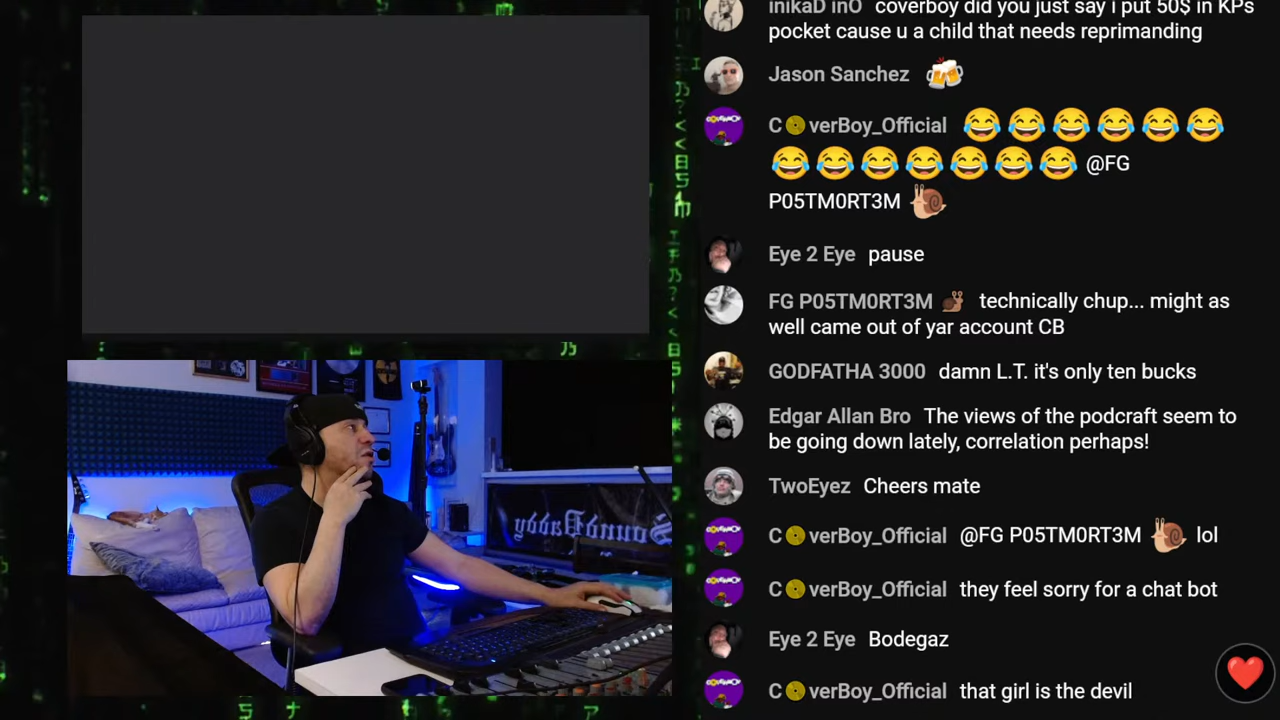 inikaD inO coverboy did you just say i put 50$ in KPs
pocket cause u a child that needs reprimanding
Jason Sanchez 🍻
C📀verBoy_Official 😂😂😂😂😂😂
😂😂😂😂😂😂😂 @FG
P05TM0RT3M 🐌
Eye 2 Eye pause
FG P05TM0RT3M 🐌 technically chup... might as
well came out of yar account CB
GODFATHA 3000 damn L.T. it's only ten bucks
Edgar Allan Bro The views of the podcraft seem to
be going down lately, correlation perhaps!
TwoEyez Cheers mate
C📀verBoy_Official @FG P05TM0RT3M 🐌 lol
C📀verBoy_Official they feel sorry for a chat bot
Eye 2 Eye Bodegaz
C📀verBoy_Official that girl is the devil
SoundDaddy